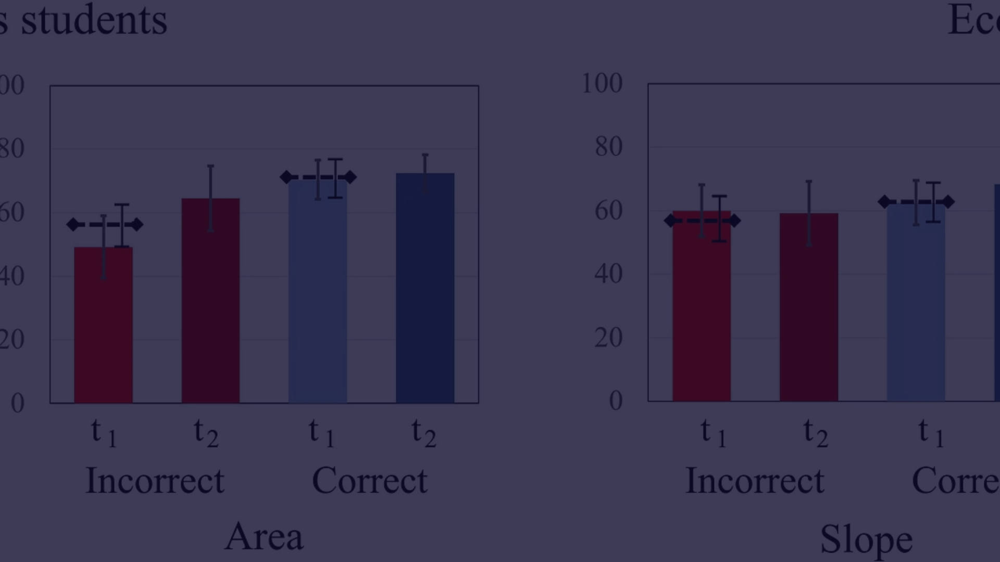 s students
Eco
00
80
60
40
20
0
t1 t2 t1 t2
Incorrect Correct
Area
100
80
60
40
20
0
t1 t2 t1
Incorrect Corre
Slope